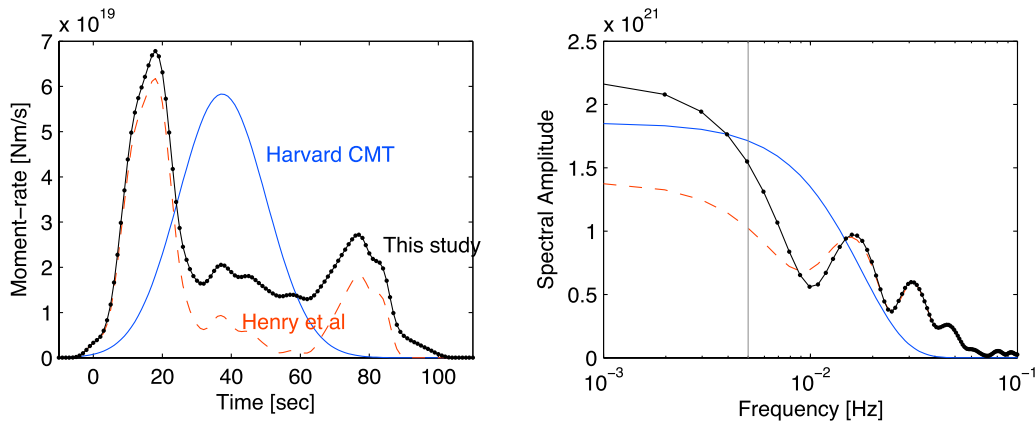 x 10^19
7
6
5
4
3
2
1
0
Moment−rate [Nm/s]
Harvard CMT
This study
Henry et al
0 20 40 60 80 100
Time [sec]
x 10^21
2.5
2
1.5
1
0.5
0
Spectral Amplitude
10^−3 10^−2 10^−1
Frequency [Hz]